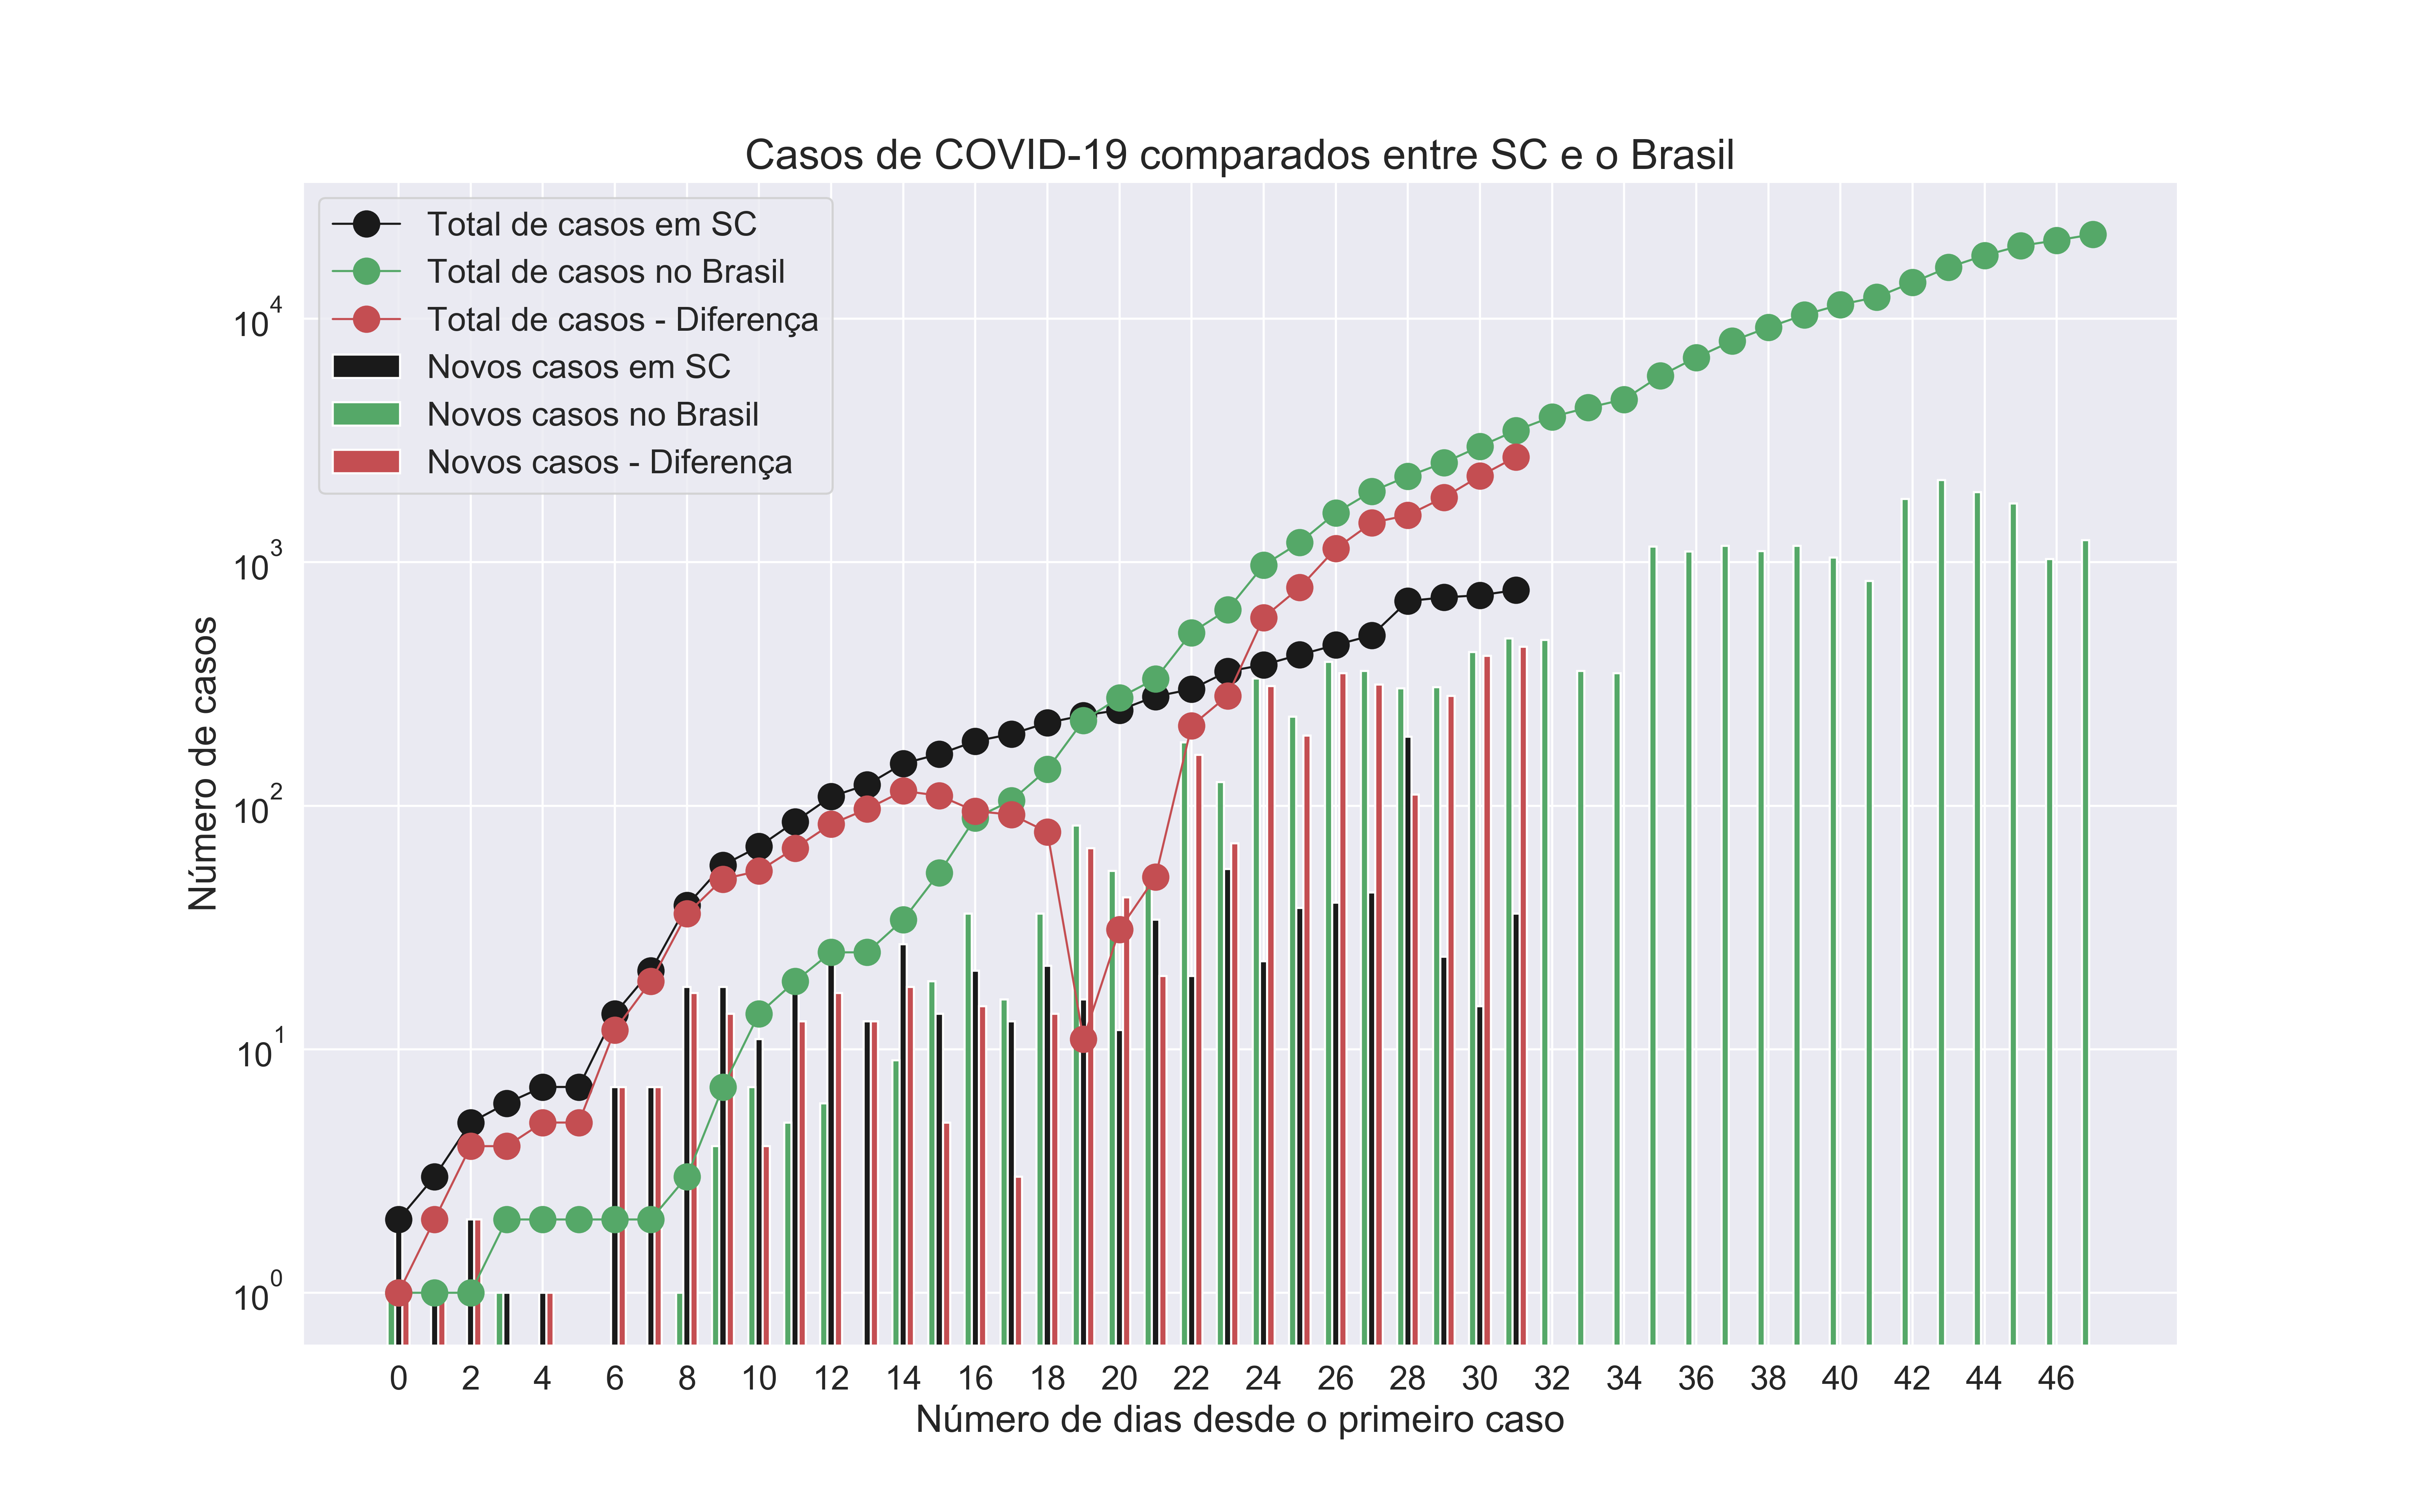 Casos de COVID-19 comparados entre SC e o Brasil
Total de casos em SC
Total de casos no Brasil
Total de casos - Diferença
Novos casos em SC
Novos casos no Brasil
Novos casos - Diferença
10^4
10^3
10^2
10^1
10^0
Número de casos
0 2 4 6 8 10 12 14 16 18 20 22 24 26 28 30 32 34 36 38 40 42 44 46
Número de dias desde o primeiro caso